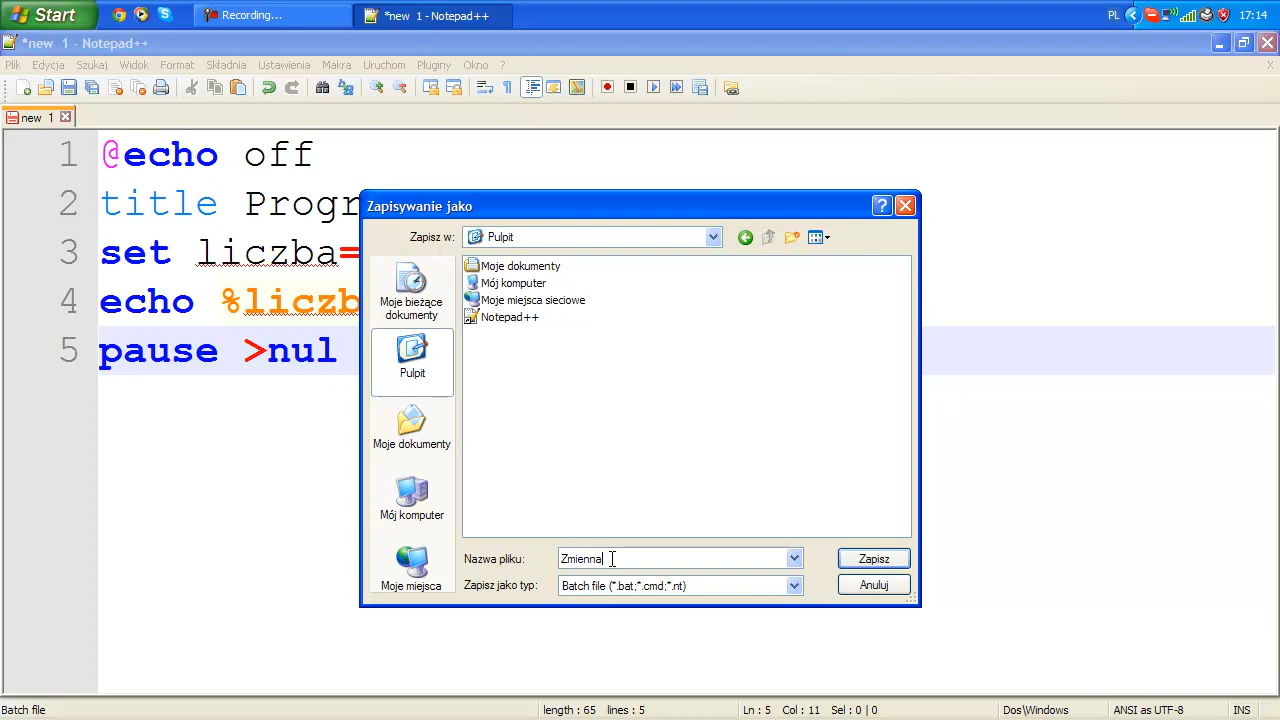 Start
Recording...
*new 1 - Notepad++
PL
17:14
*new 1 - Notepad++
Plik Edycja Szukaj Widok Format Składnia Ustawienia Makra Uruchom Pluginy Okno ?
X
new 1
1 @echo off
2 title Progr
3 set liczba=
4 echo %liczb
5 pause >nul
Zapisywanie jako
Zapisz w: Pulpit
Moje bieżące
dokumenty
Pulpit
Moje dokumenty
Mój komputer
Moje miejsca
Moje dokumenty
Mój komputer
Moje miejsca sieciowe
Notepad++
Nazwa pliku: Zmienna
Zapisz
Zapisz jako typ: Batch file (*.bat;*.cmd;*.nt)
Anuluj
Batch file
length : 65 lines : 5
Ln : 5 Col : 11 Sel : 0 | 0
Dos\Windows
ANSI as UTF-8
INS